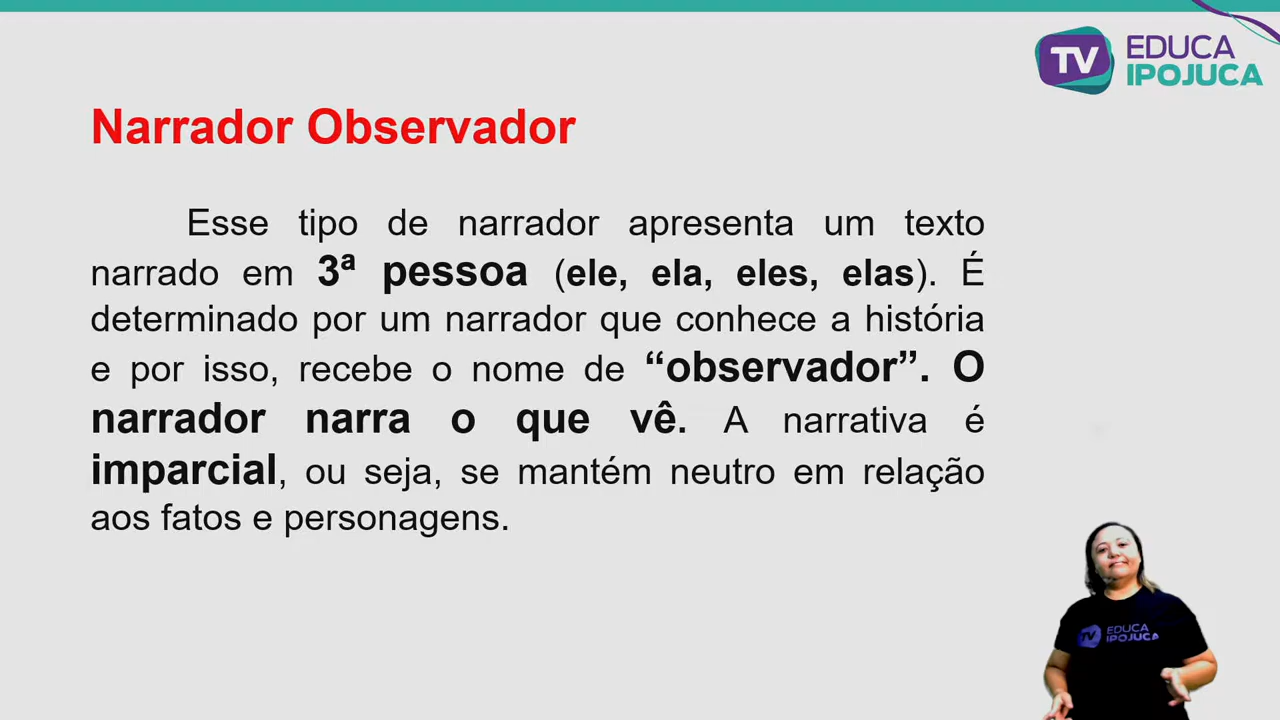 TV EDUCA
IPOJUCA
Narrador Observador
Esse tipo de narrador apresenta um texto
narrado em 3ª pessoa (ele, ela, eles, elas). É
determinado por um narrador que conhece a história
e por isso, recebe o nome de “observador”. O
narrador narra o que vê. A narrativa é
imparcial, ou seja, se mantém neutro em relação
aos fatos e personagens.
TV EDUCA
IPOJUCA